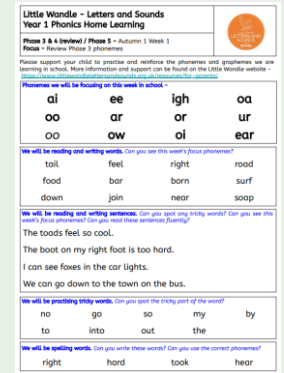 Little Wandle – Letters and Sounds
Year 1 Phonics Home Learning
Phase 3 & 4 (review) / Phase 5 – Autumn 1 Week 1
Focus – Review Phase 3 phonemes
Please support your child to practise and reinforce the phonemes and graphemes we are
learning in school. More information and support can be found on the Little Wandle website –
https://www.littlewandlelettersandsounds.org.uk/resources/for-parents/
Phonemes we will be focusing on this week in school –
ai ee igh oa
oo ar or ur
oo ow oi ear
We will be reading and writing words. Can you see this week's focus phonemes?
tail feel right road
food bar born surf
down join near soap
We will be reading and writing sentences. Can you spot any tricky words? Can you see this
week's focus phonemes? Can you read these sentences fluently?
The toads feel so cool.
The boat on my right foot is too hard.
I can see foxes in the car lights.
We can go down to the town on the bus.
We will be practising tricky words. Can you spot the tricky part of the word?
no go so my by
to into out the
We will be spelling words. Can you write these words? Can you use the correct phonemes?
right hard took hear